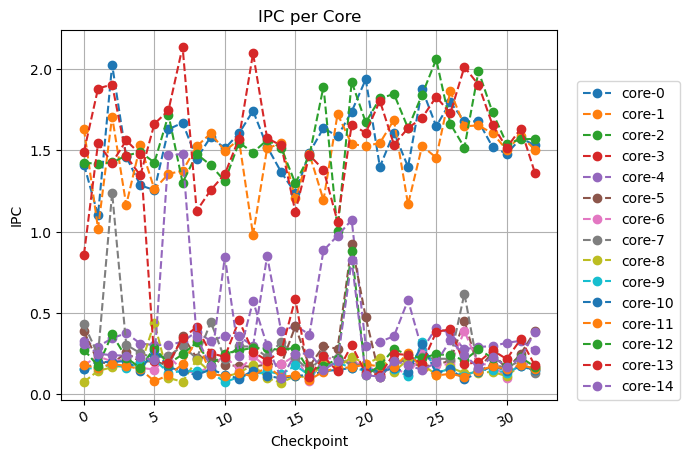 IPC per Core
IPC
2.0
1.5
1.0
0.5
0.0
0
5
10
15
20
25
30
Checkpoint
core-0
core-1
core-2
core-3
core-4
core-5
core-6
core-7
core-8
core-9
core-10
core-11
core-12
core-13
core-14